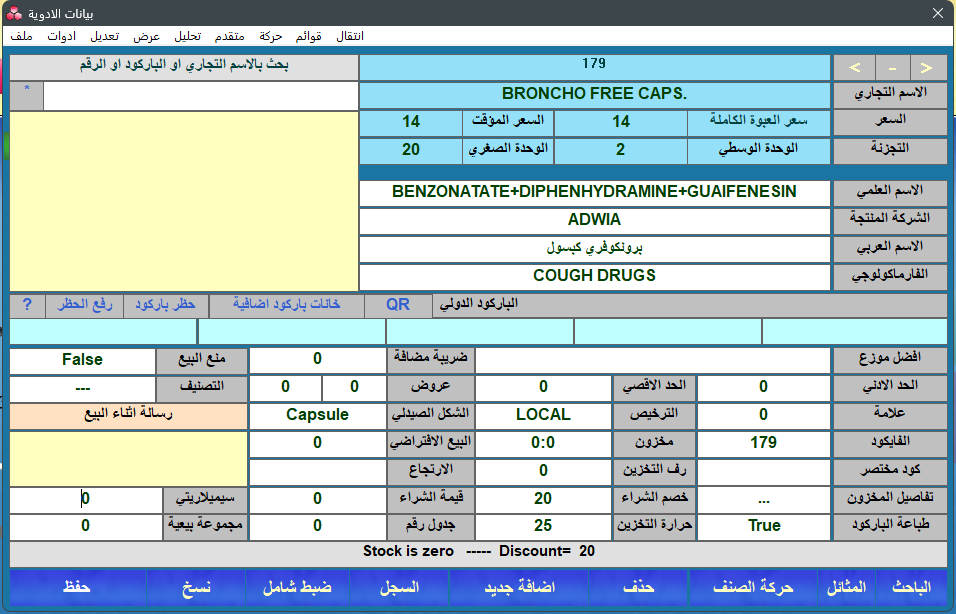 بيانات الادوية
ملف ادوات تعديل عرض تحليل متقدم حركة قوائم انتقال
< - > 179 بحث بالاسم التجاري او الباركود او الرقم
الاسم التجاري BRONCHO FREE CAPS. *
السعر سعر العبوة الكاملة 14 السعر المؤقت 14
التجزئة الوحدة الوسطي 2 الوحدة الصغري 20
الاسم العلمي BENZONATATE+DIPHENHYDRAMINE+GUAIFENESIN
الشركة المنتجة ADWIA
الاسم العربي برونكوفري كبسول
الفارماكولوجي COUGH DRUGS
الباركود الدولي QR خانات باركود اضافية حظر باركود رفع الحظر ?
افضل موزع ضريبة مضافة 0 منع البيع False
الحد الادني 0 الحد الاقصي 0 عروض 0 0 التصنيف ---
علامة 0 الترخيص LOCAL الشكل الصيدلي Capsule رسالة اثناء البيع
الفايكود 179 مخزون 0:0 البيع الافتراضي 0
كود مختصر رف التخزين 0 الارتجاع
تفاصيل المخزون ... خصم الشراء 20 قيمة الشراء 0 سيميلاريتي 0
طباعة الباركود True حرارة التخزين 25 جدول رقم 0 مجموعة بيعية 0
Stock is zero ----- Discount= 20
الباحث المثائل حركة الصنف حذف اضافة جديد السجل ضبط شامل نسخ حفظ